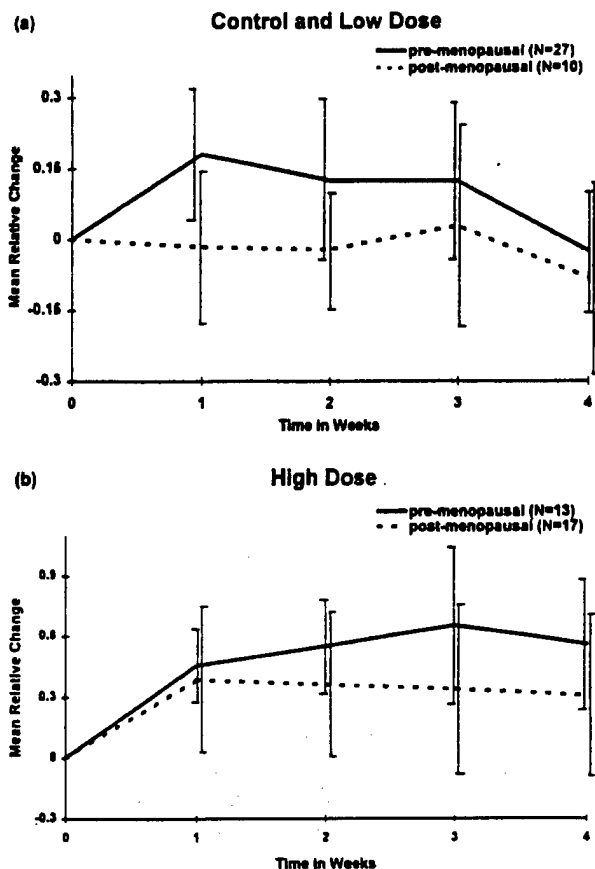 (a) Control and Low Dose
pre-menopausal (N=27)
post-menopausal (N=10)
Mean Relative Change
0.3
0.15
0
-0.15
-0.3
0 1 2 3 4
Time in Weeks
(b) High Dose
pre-menopausal (N=13)
post-menopausal (N=17)
Mean Relative Change
0.9
0.6
0.3
0
-0.3
0 1 2 3 4
Time in Weeks